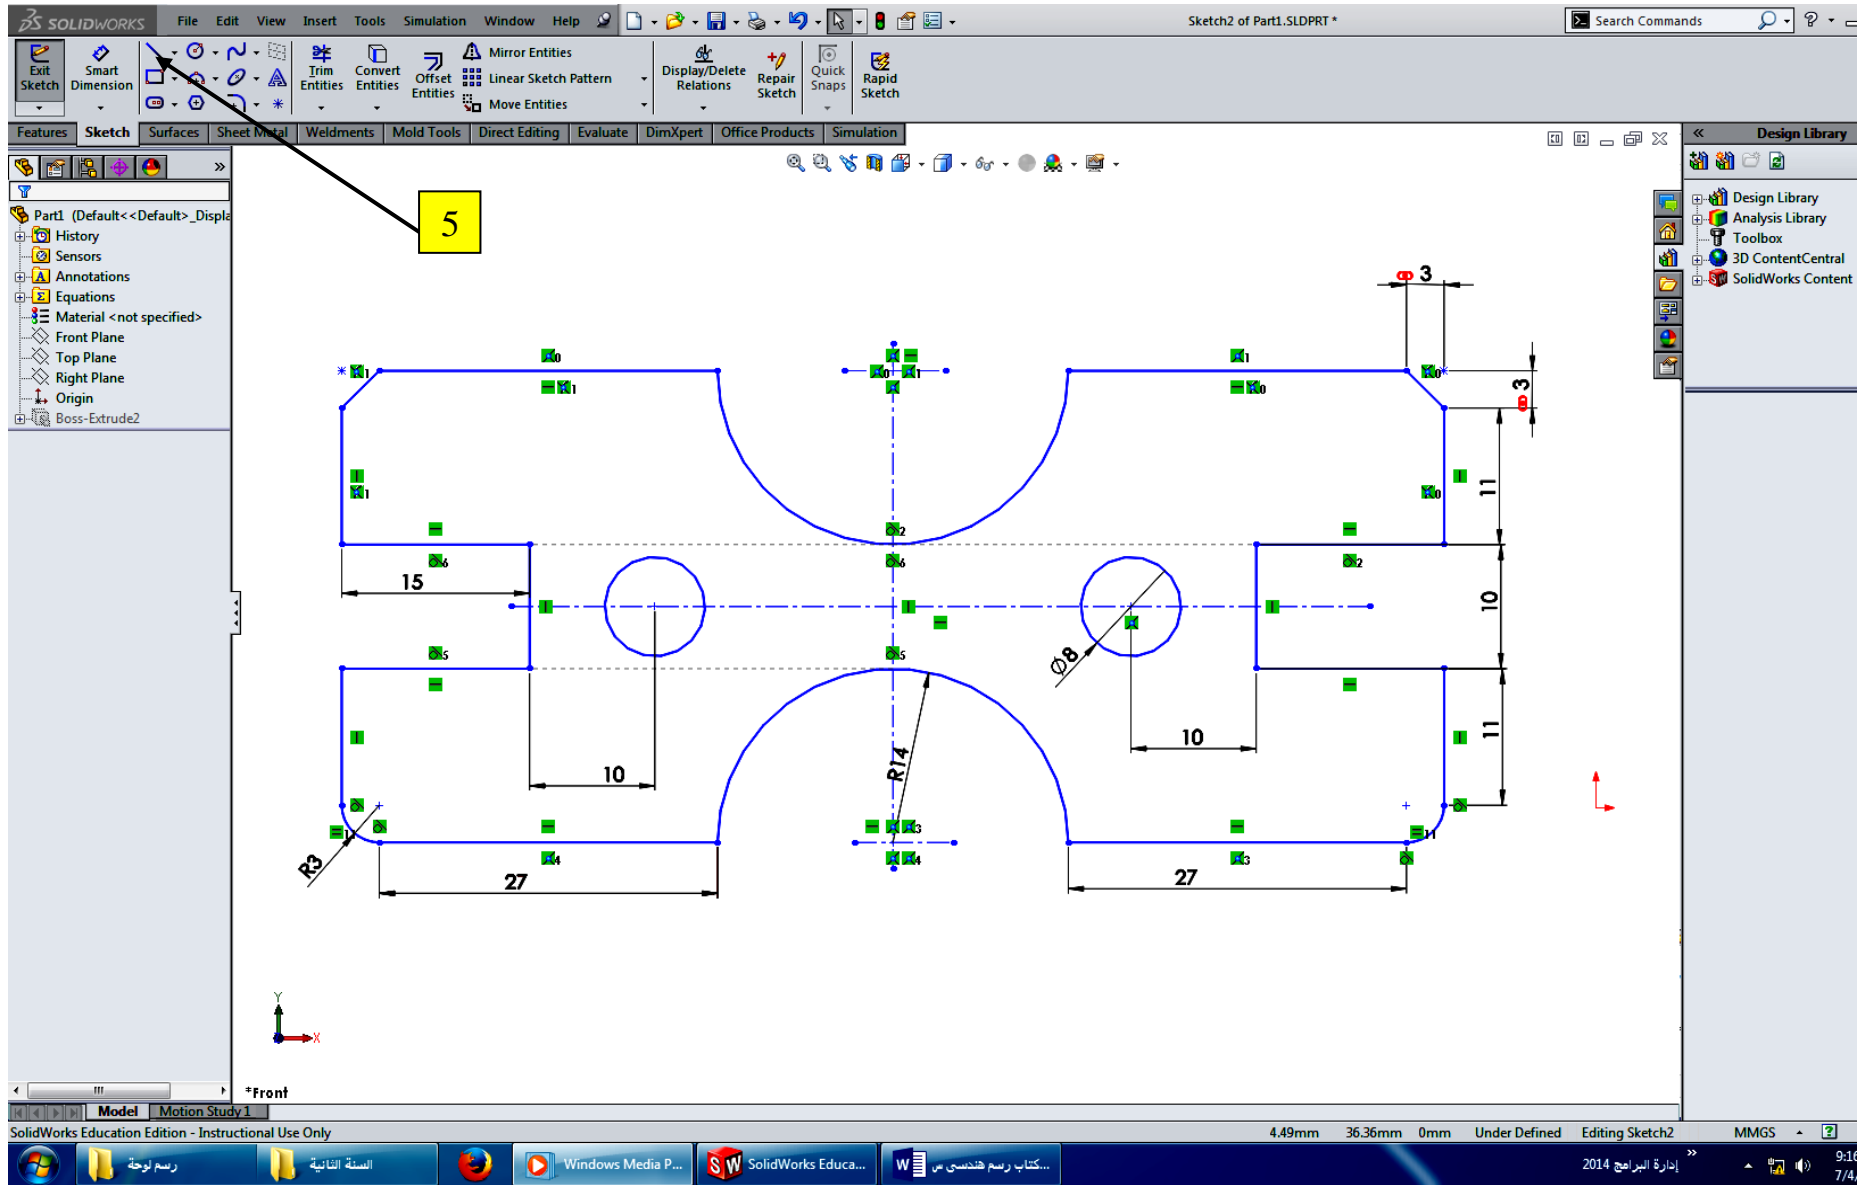 SOLIDWORKS File Edit View Insert Tools Simulation Window Help Sketch2 of Part1.SLDPRT * Search Commands ?
Exit Sketch
Smart Dimension
Trim Entities
Convert Entities
Offset Entities
Mirror Entities
Linear Sketch Pattern
Move Entities
Display/Delete Relations
Repair Sketch
Quick Snaps
Rapid Sketch
Features Sketch Surfaces Sheet Metal Weldments Mold Tools Direct Editing Evaluate DimXpert Office Products Simulation
« Design Library
5
Part1 (Default<<Default>_Displa
History
Sensors
Annotations
Equations
Material <not specified>
Front Plane
Top Plane
Right Plane
Origin
Boss-Extrude2
Design Library
Analysis Library
Toolbox
3D ContentCentral
SolidWorks Content
3
3
11
15
10
Ø8
10
10
11
R14
R3
27
27
Y
X
*Front
Model Motion Study 1
SolidWorks Education Edition - Instructional Use Only 4.49mm 36.36mm 0mm Under Defined Editing Sketch2 MMGS
رسم لوحة
السنة الثانية
Windows Media P...
SolidWorks Educa...
كتاب رسم هندسى س...
إدارة البرامج 2014
9:16
7/4/